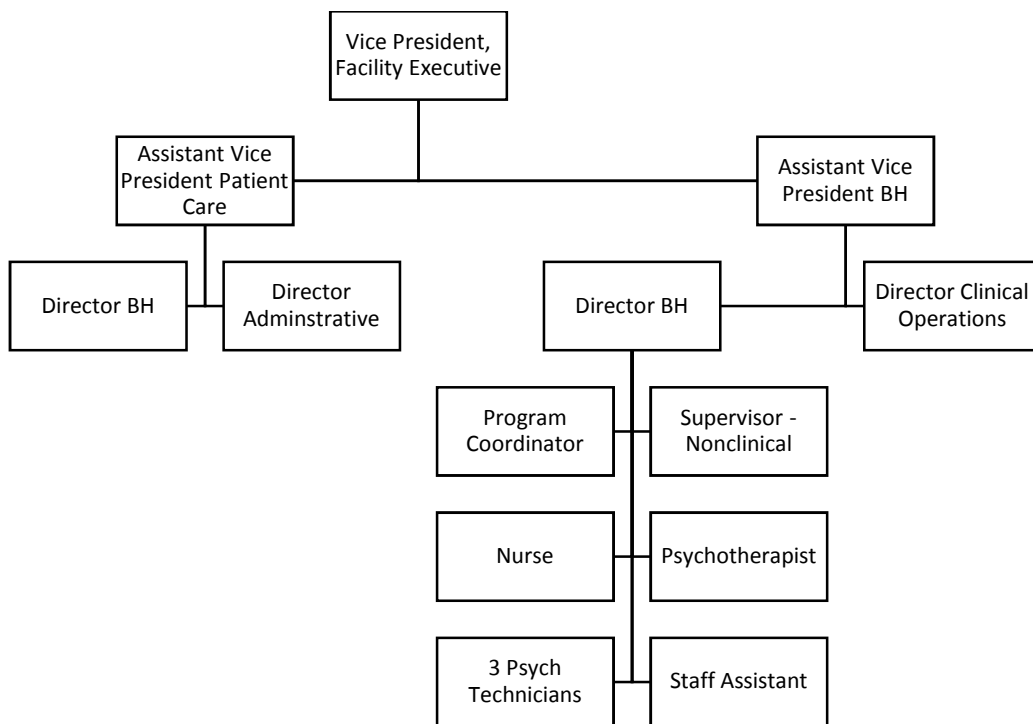 Vice President,
Facility Executive
Assistant Vice
President Patient
Care
Assistant Vice
President BH
Director BH
Director
Adminstrative
Director BH
Director Clinical
Operations
Program
Coordinator
Supervisor -
Nonclinical
Nurse
Psychotherapist
3 Psych
Technicians
Staff Assistant